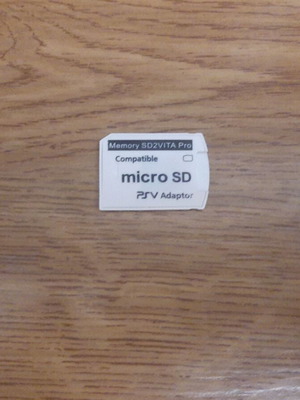 Memory SD2VITA Pro
Compatible
micro SD
PSV Adaptor